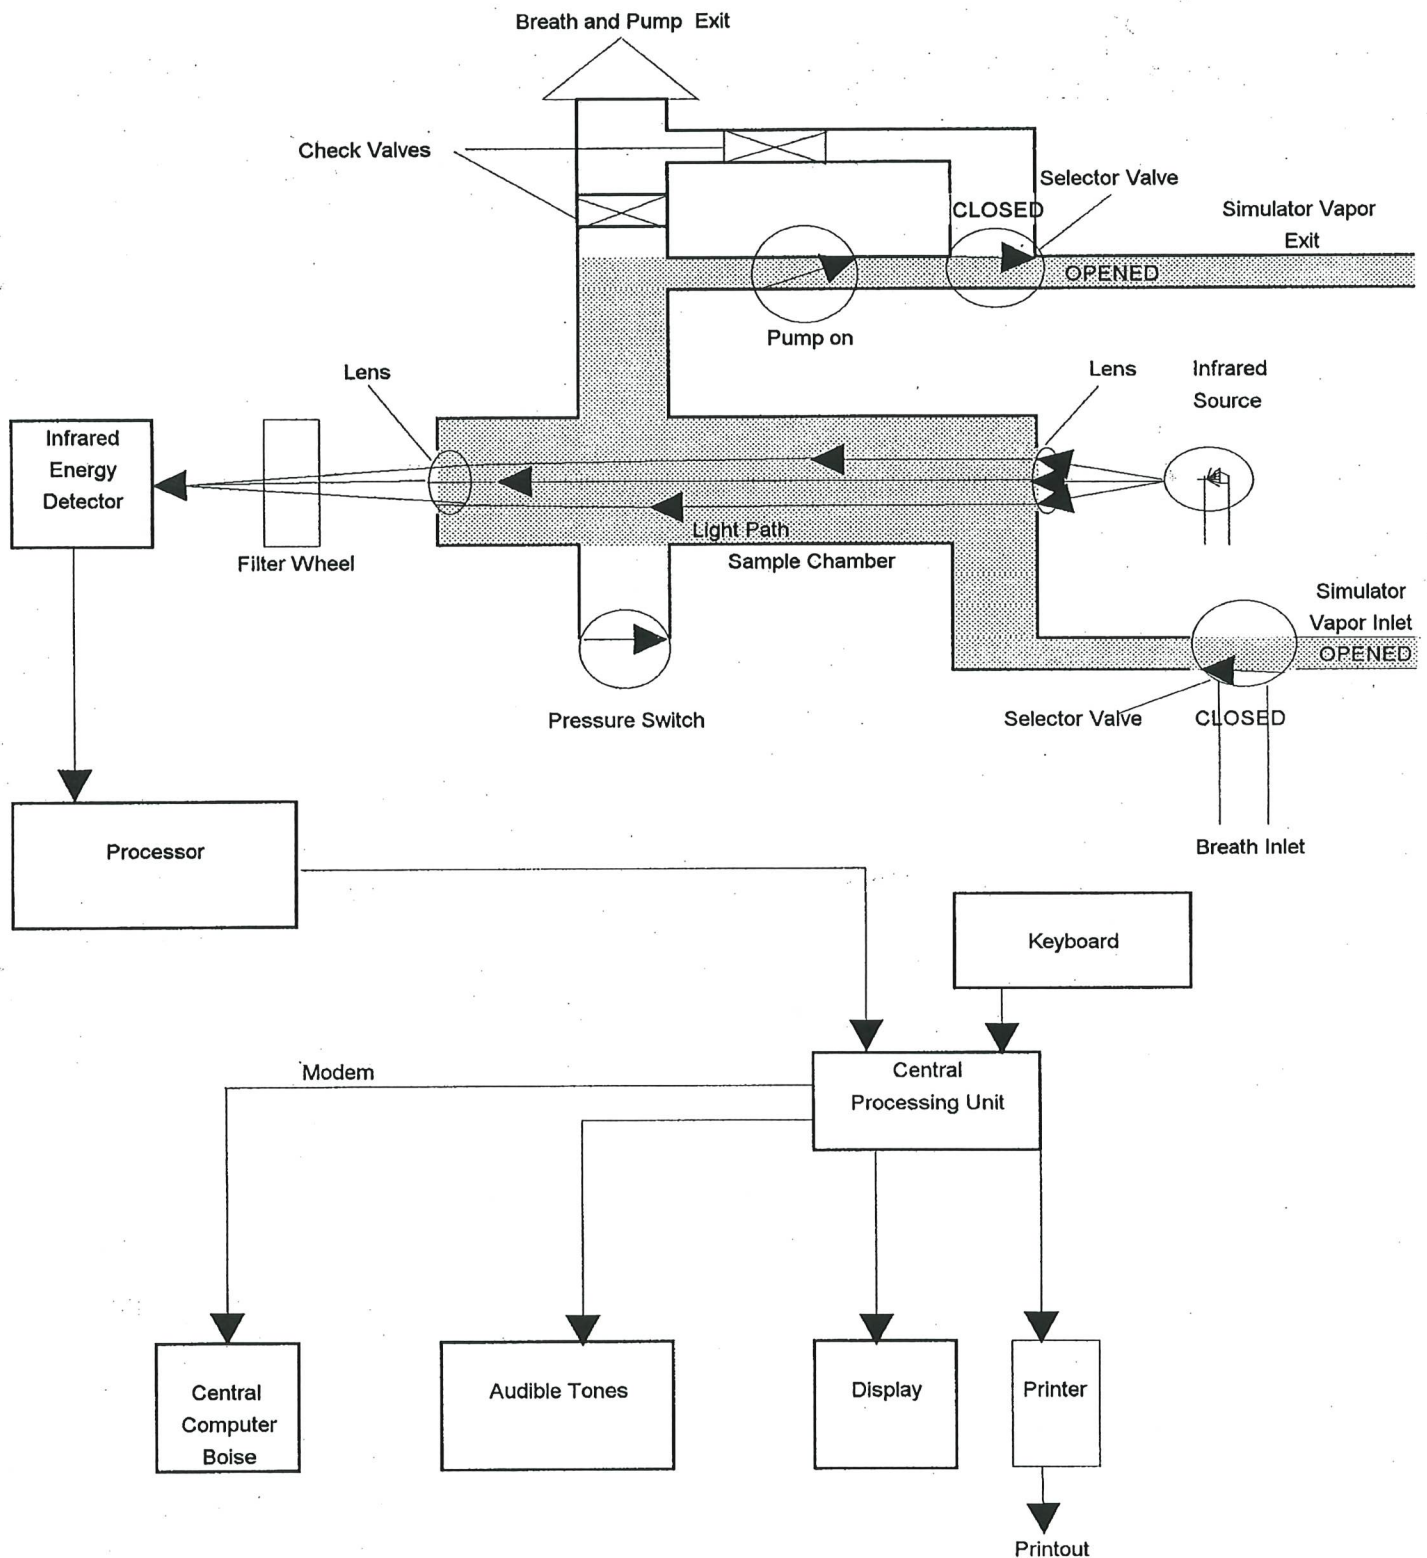 Breath and Pump Exit
Check Valves
Selector Valve
CLOSED
Simulator Vapor
Exit
OPENED
Pump on
Lens
Lens
Infrared
Source
Infrared
Energy
Detector
Filter Wheel
Light Path
Sample Chamber
Simulator
Vapor Inlet
OPENED
Pressure Switch
Selector Valve
CLOSED
Breath Inlet
Processor
Keyboard
Central
Processing Unit
Modem
Central
Computer
Boise
Audible Tones
Display
Printer
Printout